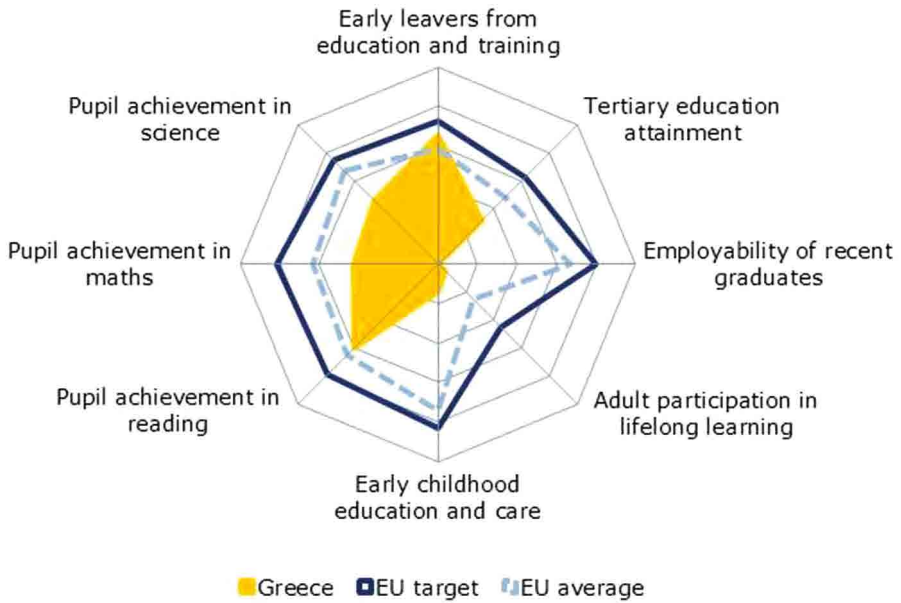 Early leavers from
education and training
Pupil achievement in
science
Tertiary education
attainment
Pupil achievement in
maths
Employability of recent
graduates
Pupil achievement in
reading
Adult participation in
lifelong learning
Early childhood
education and care
Greece EU target EU average